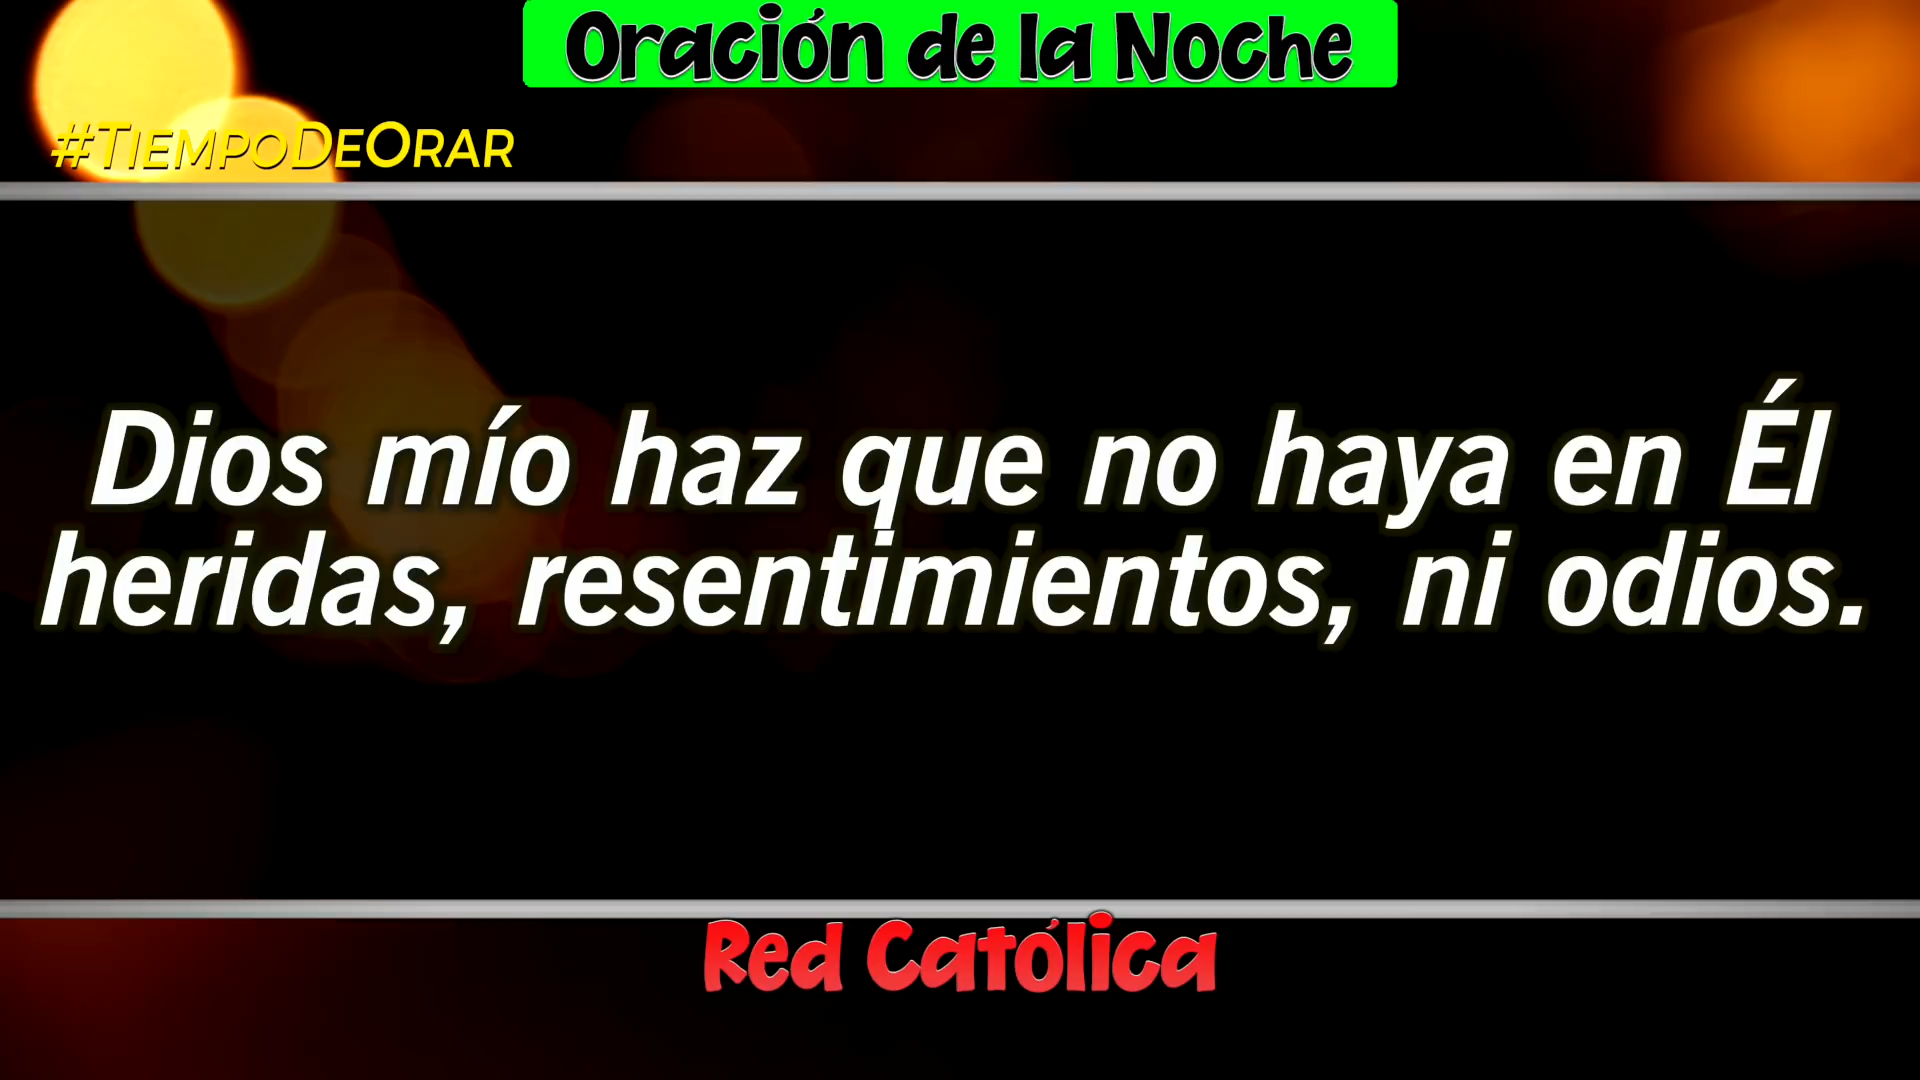 Oración de la Noche
#TiempoDeOrar
Dios mío haz que no haya en Él
heridas, resentimientos, ni odios.
Red Católica